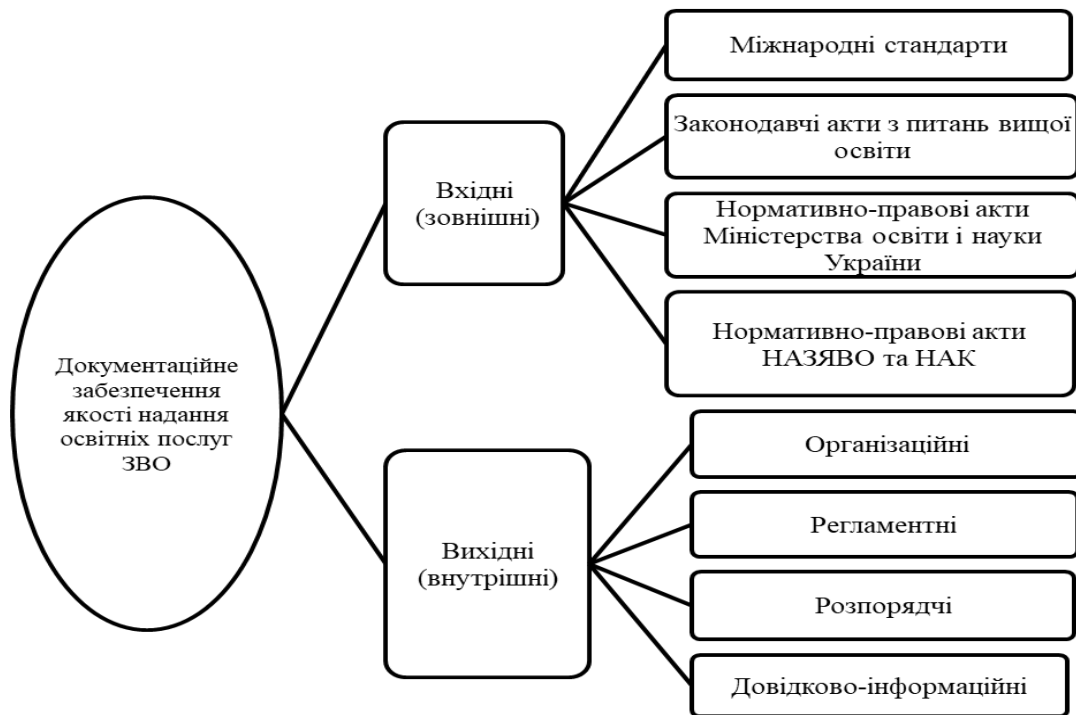 Документаційне
забезпечення
якості надання
освітніх послуг
ЗВО
Вхідні
(зовнішні)
Міжнародні стандарти
Законодавчі акти з питань вищої
освіти
Нормативно-правові акти
Міністерства освіти і науки
України
Нормативно-правові акти
НАЗЯВО та НАК
Вихідні
(внутрішні)
Організаційні
Регламентні
Розпорядчі
Довідково-інформаційні